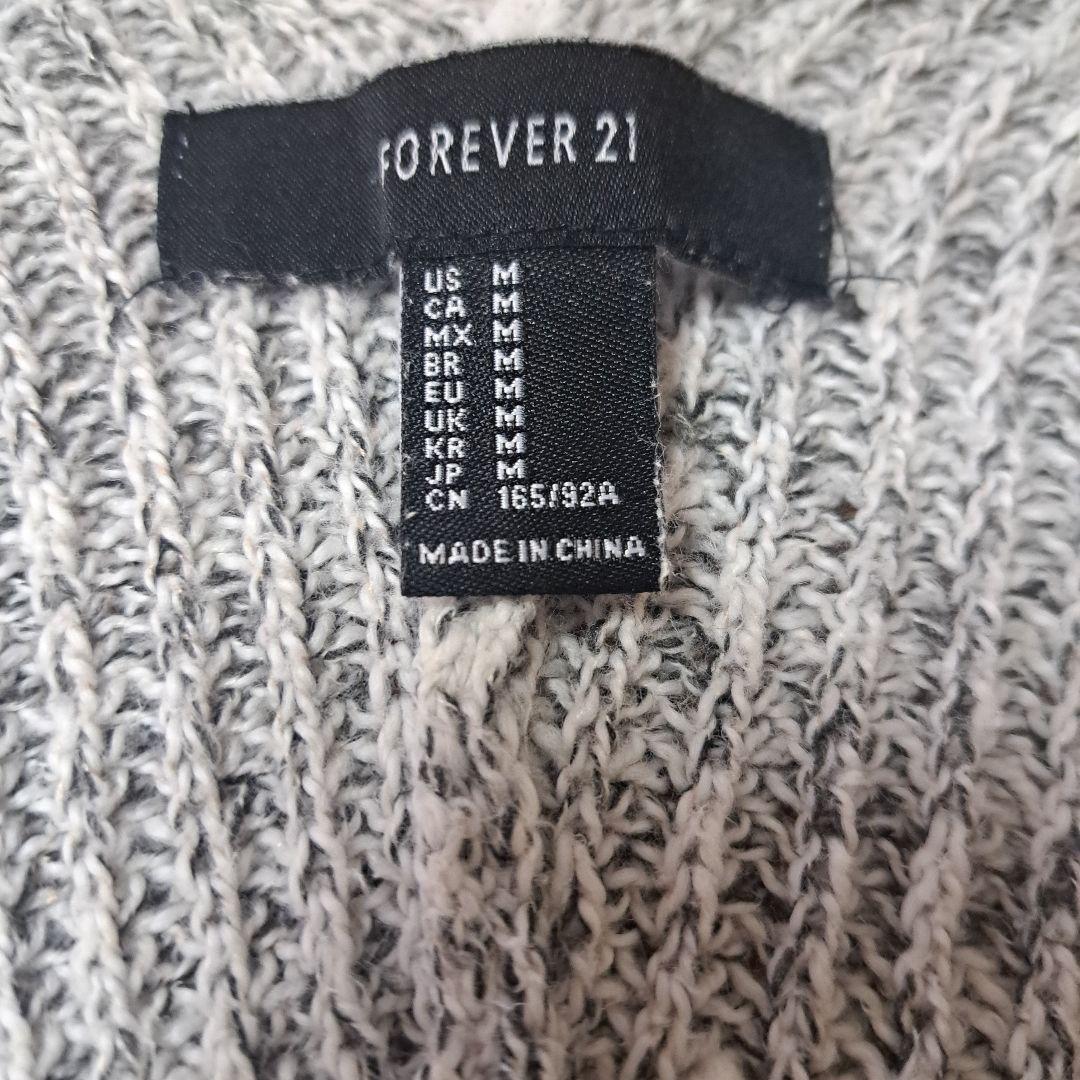 FOREVER 21
US M
CA M
MX M
BR M
EU M
UK M
KR M
JP M
CN 165/92A
MADE IN CHINA